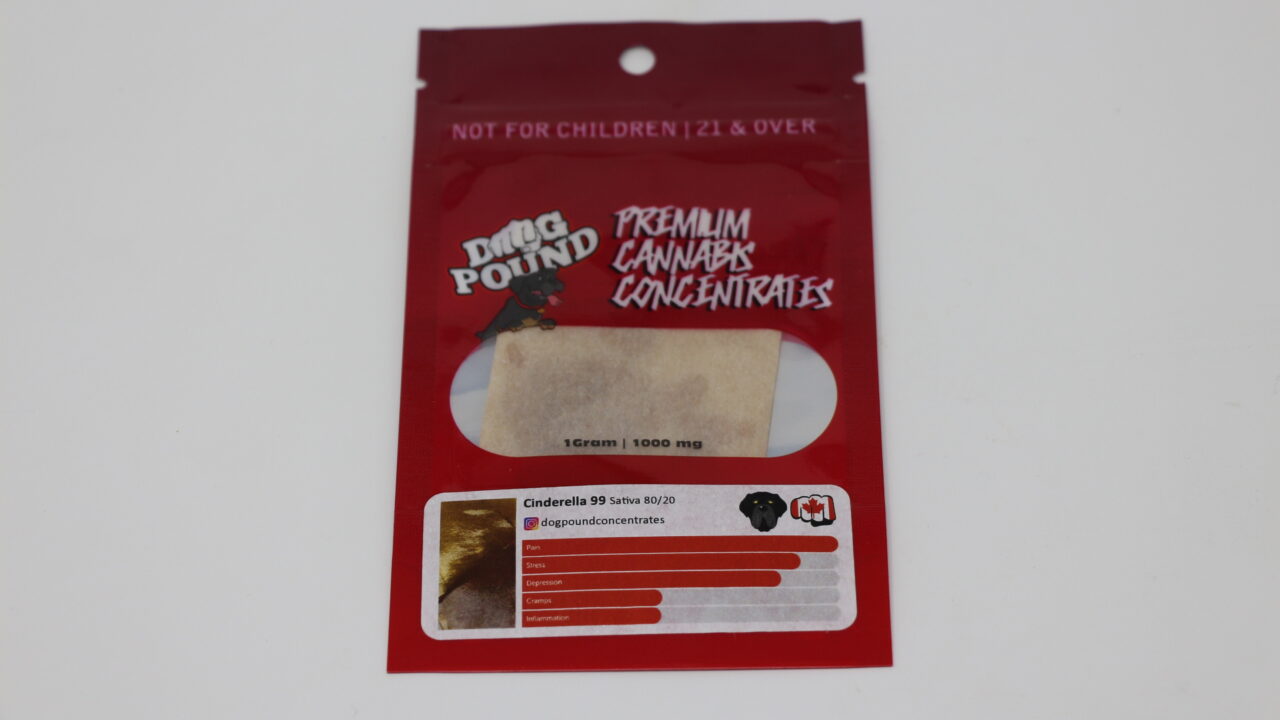 NOT FOR CHILDREN | 21 & OVER
DOG
POUND
PREMIUM
CANNABIS
CONCENTRATES
1Gram | 1000 mg
Cinderella 99 Sativa 80/20
dogpoundconcentrates
Pain
Stress
Depression
Cramps
Inflammation